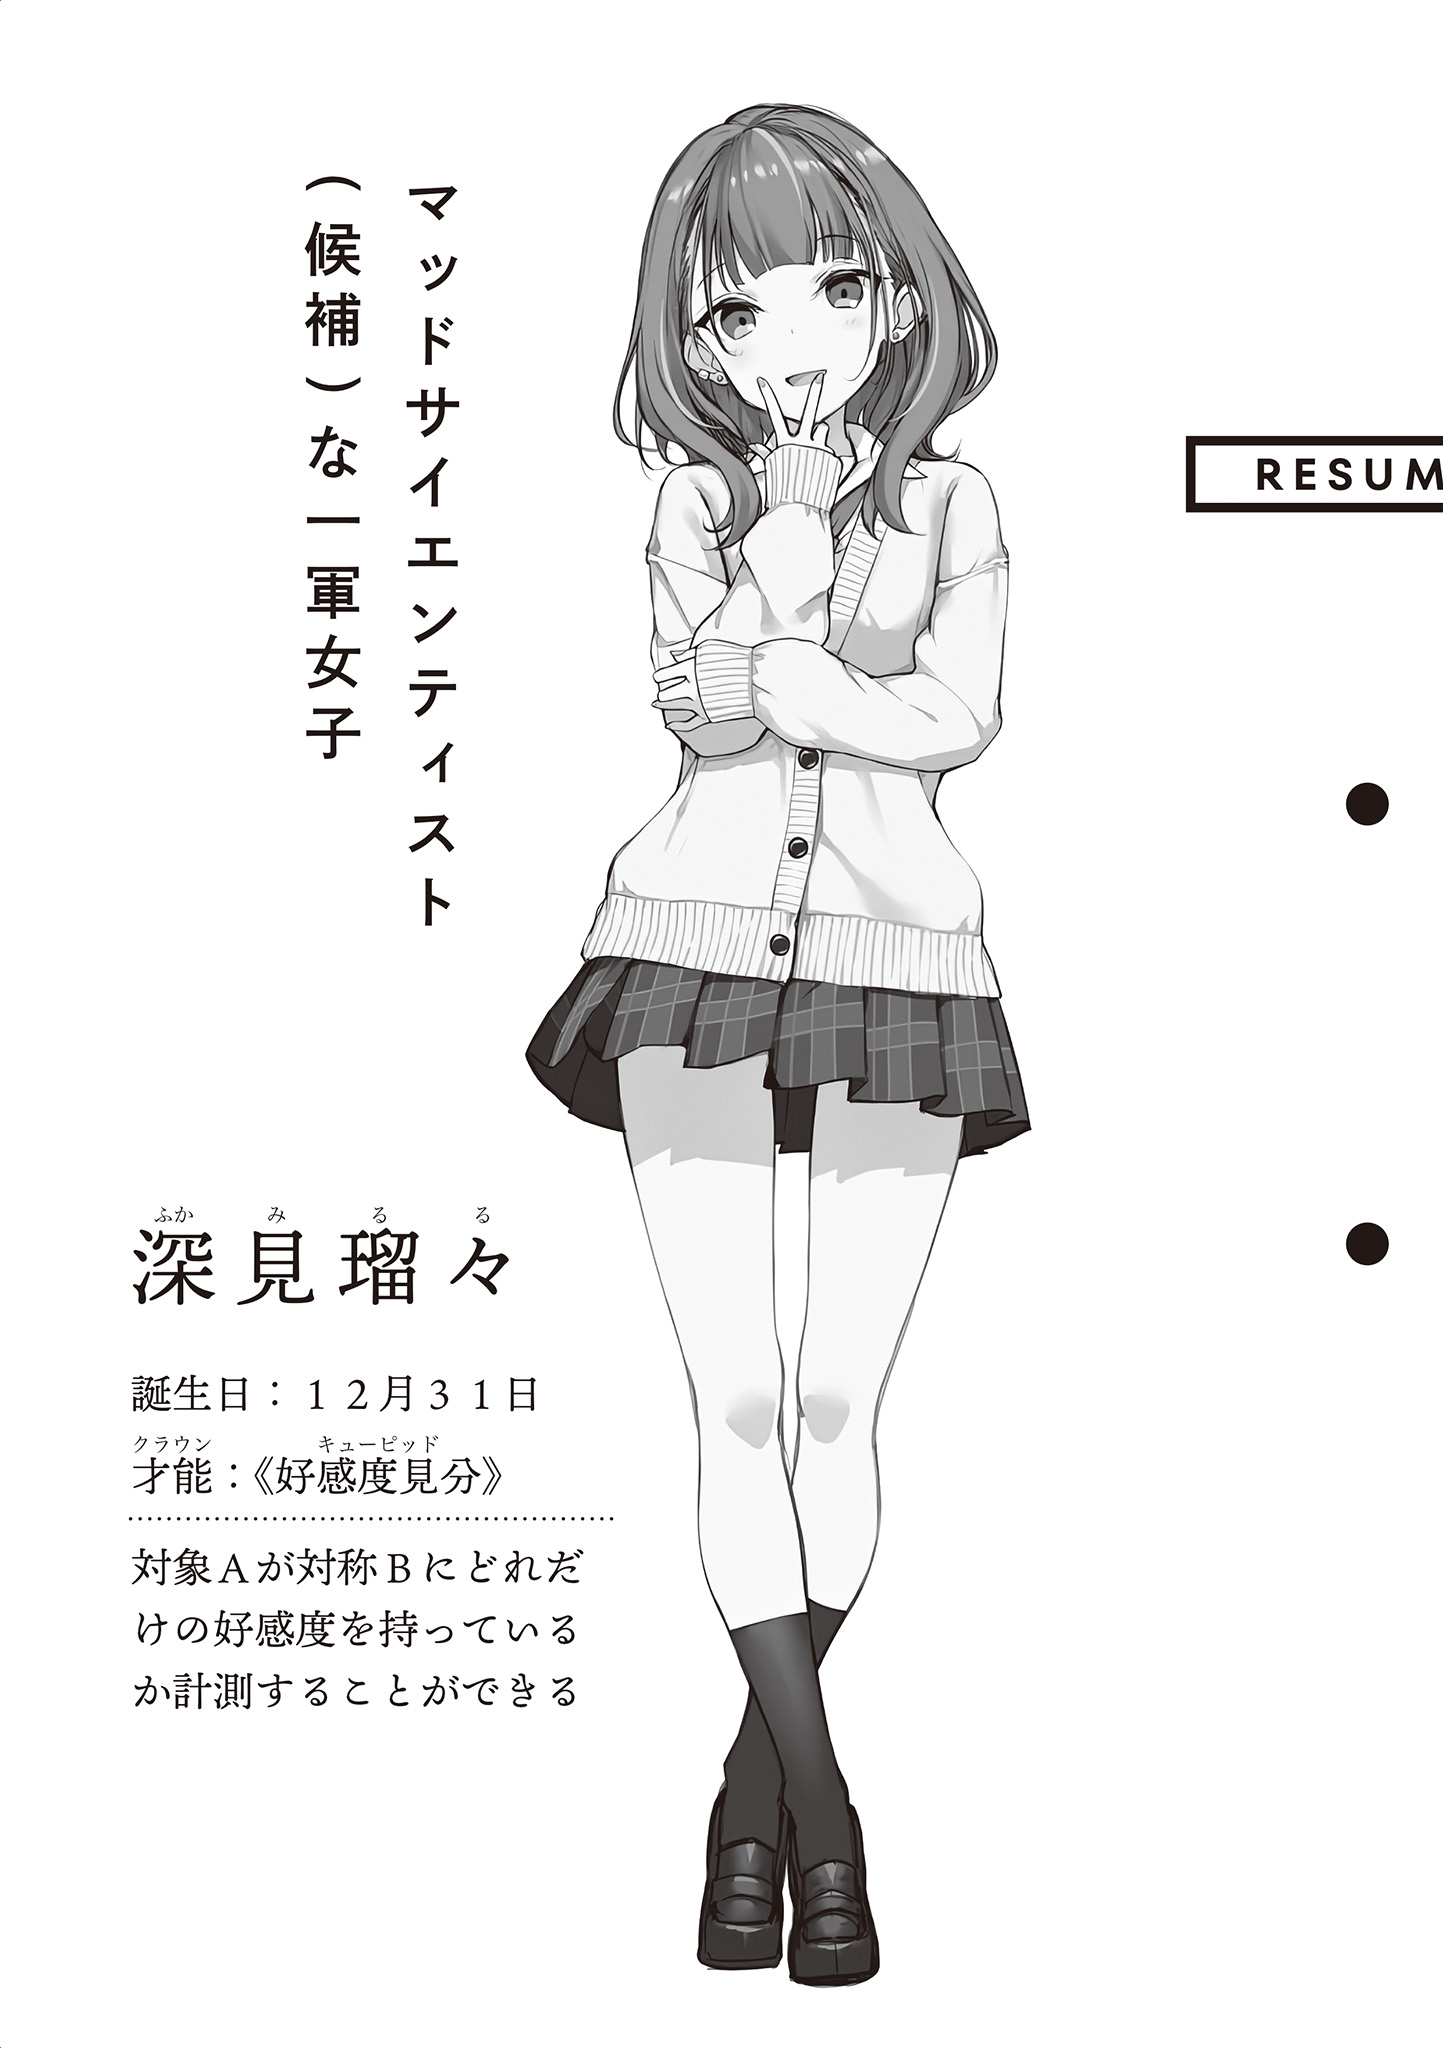 マッドサイエンティスト
（候補）な一軍女子
RESUM
ふか み る る
深見瑠々
誕生日：１２月３１日
クラウン キューピッド
才能：《好感度見分》
対象Ａが対称Ｂにどれだ
けの好感度を持っている
か計測することができる